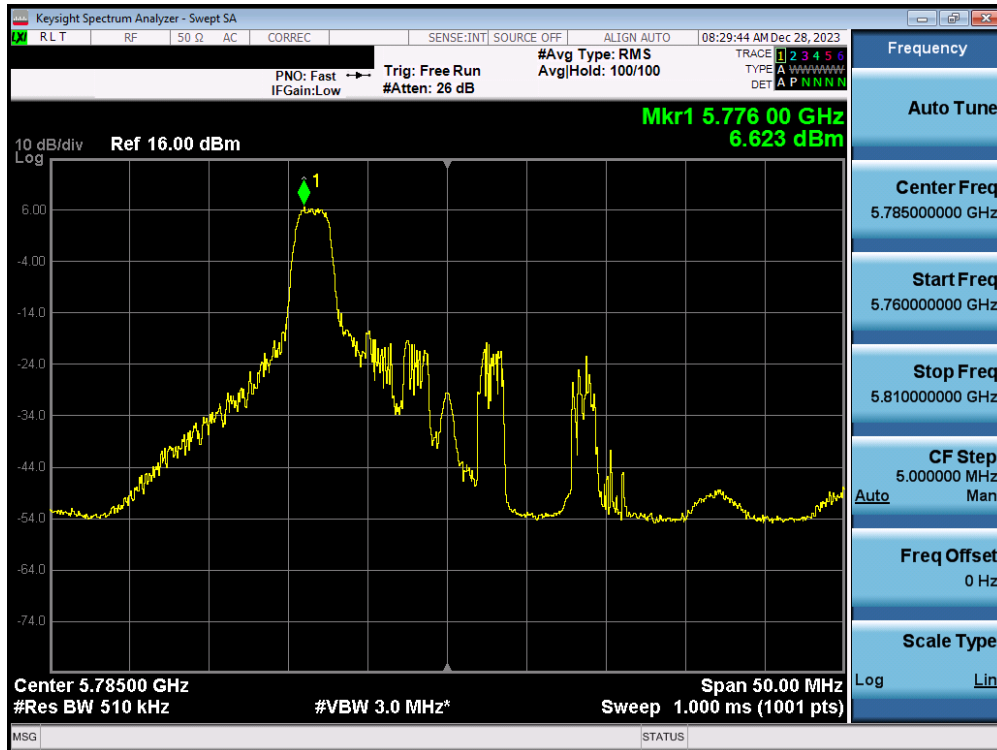 Keysight Spectrum Analyzer - Swept SA
LXI R L T RF 50 Ω AC CORREC SENSE:INT SOURCE OFF ALIGN AUTO 08:29:44 AM Dec 28, 2023
PNO: Fast Trig: Free Run #Avg Type: RMS TRACE 1 2 3 4 5 6
IFGain:Low #Atten: 26 dB Avg|Hold: 100/100 TYPE A W W W W W
DET A P N N N N
Mkr1 5.776 00 GHz
6.623 dBm
10 dB/div Ref 16.00 dBm
Log
1
6.00
-4.00
-14.0
-24.0
-34.0
-44.0
-54.0
-64.0
-74.0
Center 5.78500 GHz Span 50.00 MHz
#Res BW 510 kHz #VBW 3.0 MHz* Sweep 1.000 ms (1001 pts)
MSG STATUS
Frequency
Auto Tune
Center Freq
5.785000000 GHz
Start Freq
5.760000000 GHz
Stop Freq
5.810000000 GHz
CF Step
5.000000 MHz
Auto Man
Freq Offset
0 Hz
Scale Type
Log Lin